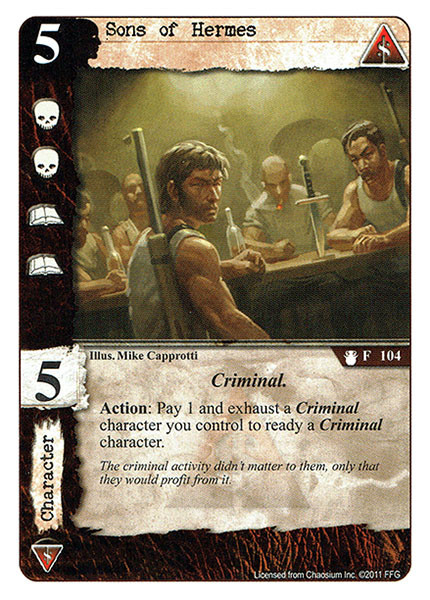 5
Sons of Hermes
Illus. Mike Capprotti
F 104
5
Character
Criminal.
Action: Pay 1 and exhaust a Criminal
character you control to ready a Criminal
character.
The criminal activity didn't matter to them, only that
they would profit from it.
Licensed from Chaosium Inc. ©2011 FFG